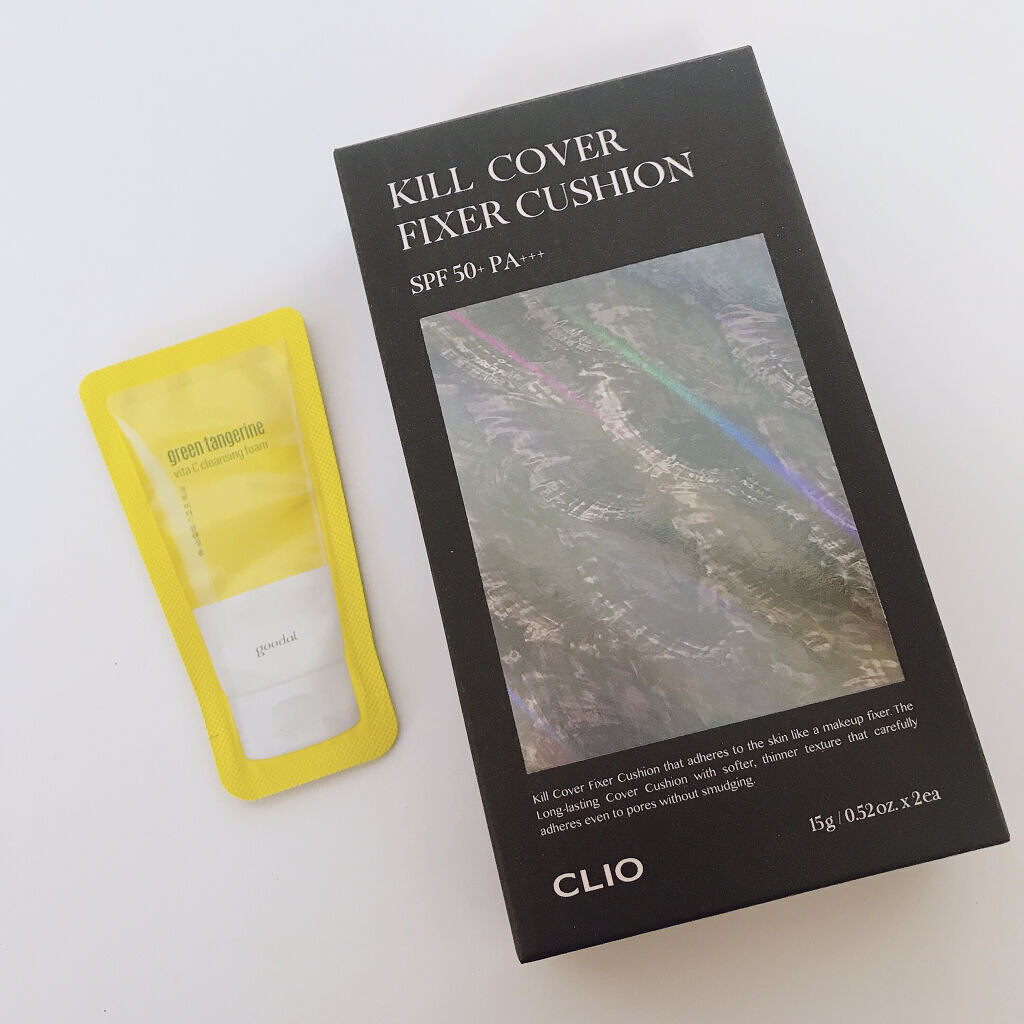 KILL COVER
FIXER CUSHION
SPF 50+ PA+++
Kill Cover Fixer Cushion that adheres to the skin like a makeup fixer. The
Long-lasting Cover Cushion with softer, thinner texture that carefully
adheres even to pores without smudging.
15g / 0.52oz. x 2ea
CLIO
green tangerine
vita C cleansing foam
goodal